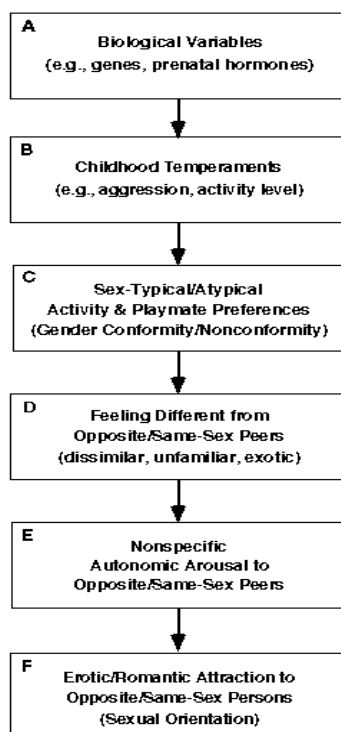 A
Biological Variables
(e.g., genes, prenatal hormones)
B
Childhood Temperaments
(e.g., aggression, activity level)
C
Sex-Typical/Atypical
Activity & Playmate Preferences
(Gender Conformity/Nonconformity)
D
Feeling Different from
Opposite/Same-Sex Peers
(dissimilar, unfamiliar, exotic)
E
Nonspecific
Autonomic Arousal to
Opposite/Same-Sex Peers
F
Erotic/Romantic Attraction to
Opposite/Same-Sex Persons
(Sexual Orientation)